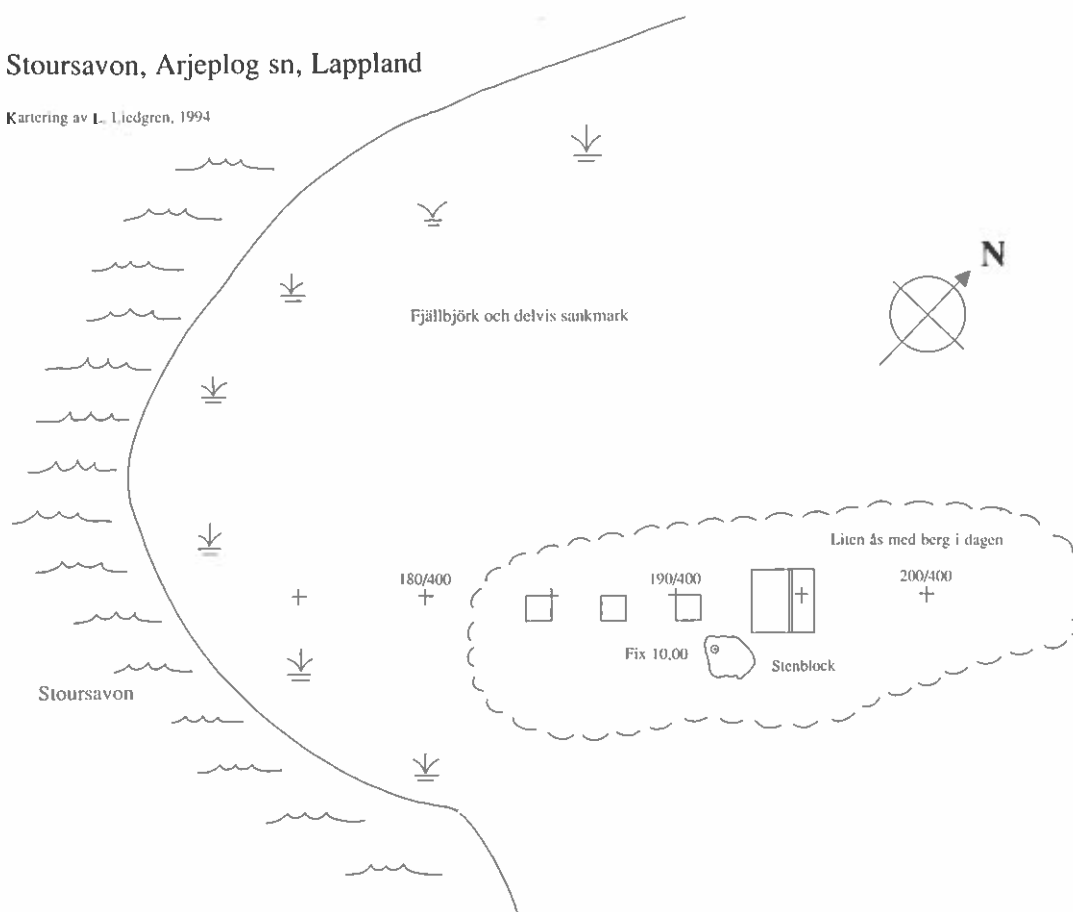 Stoursavon, Arjeplog sn, Lappland
Kartering av L. Liedgren, 1994
N
Fjällbjörk och delvis sankmark
Liten ås med berg i dagen
180/400
190/400
200/400
Fix 10,00
Stenblock
Stoursavon